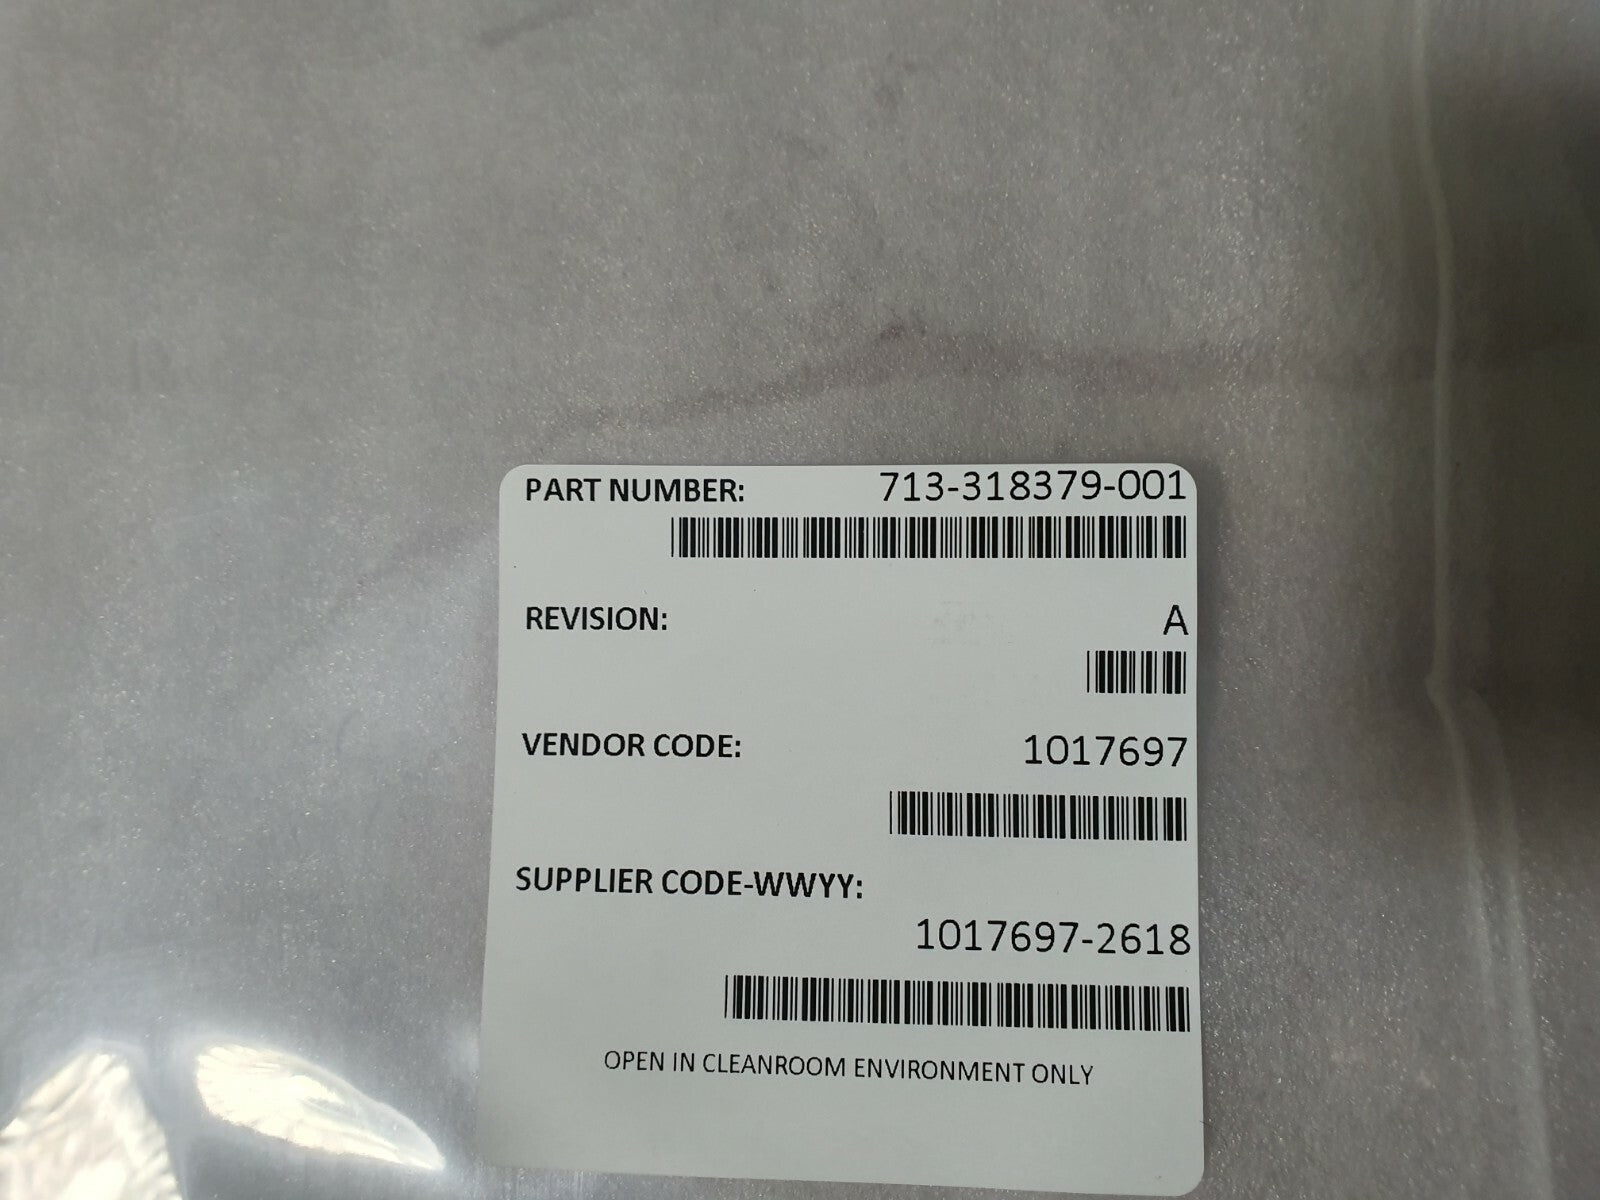 PART NUMBER: 713-318379-001
REVISION: A
VENDOR CODE: 1017697
SUPPLIER CODE-WWYY:
1017697-2618
OPEN IN CLEANROOM ENVIRONMENT ONLY